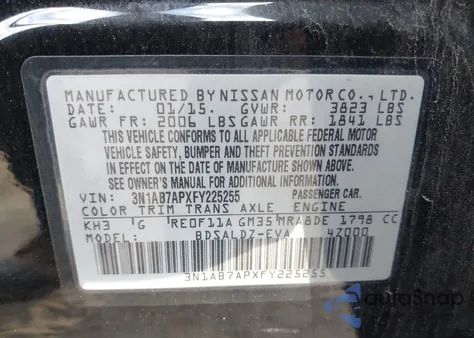 MANUFACTURED BY NISSAN MOTOR CO., LTD.
DATE: 01/15. GVWR: 3823 LBS
GAWR FR: 2006 LBS GAWR RR: 1841 LBS
THIS VEHICLE CONFORMS TO ALL APPLICABLE FEDERAL MOTOR
VEHICLE SAFETY, BUMPER AND THEFT PREVENTION STANDARDS
IN EFFECT ON THE DATE OF MANUFACTURE SHOWN ABOVE.
SEE OWNER'S MANUAL FOR ADDITIONAL INFORMATION.
VIN: 3N1AB7APXFY225255 PASSENGER CAR.
COLOR TRIM TRANS AXLE ENGINE
KH3 G RE0F11A GM35 MRA8DE 1798 CC
MODEL: BDSALDZ-EVA 47000
3N1AB7APXFY225255
AutoSnap